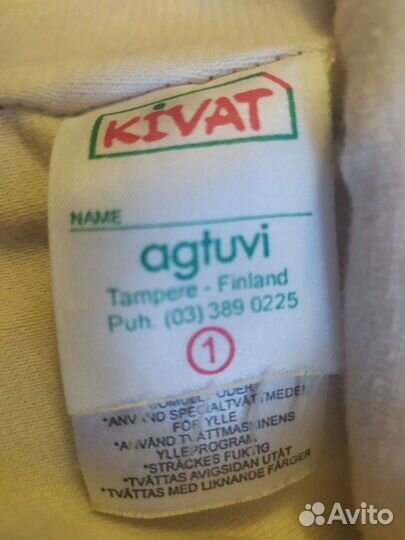 KIVAT
NAME
agtuvi
Tampere - Finland
Puh. (03) 389 0225
1
SPECIALTVÄTTMEDEL
FÖR YLLE
*ANVÄND TVÄTTMASKINENS
YLLEPROGRAM
*STRÄCKES FUKTIG
*TVÄTTAS AVIGSIDAN UTÅT
*TVÄTTAS MED LIKNANDE FÄRGER
Avito